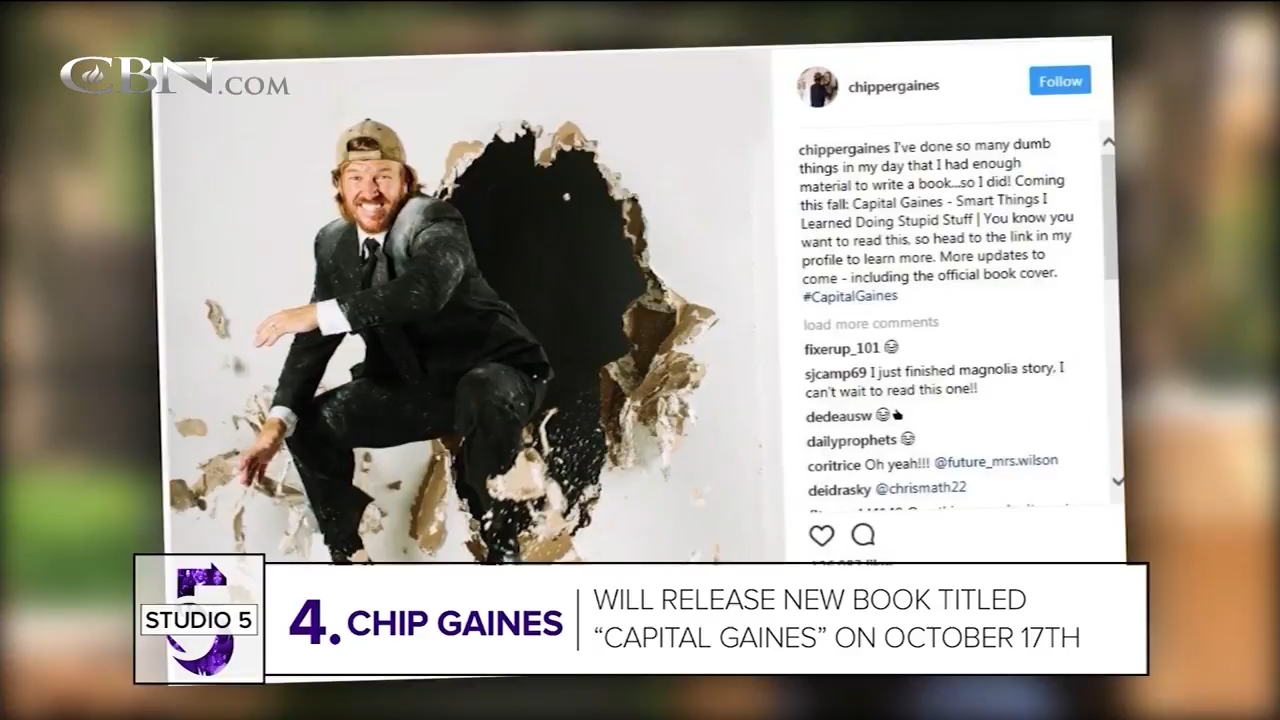 CBN.COM
chippergaines
Follow
chippergaines I've done so many dumb
things in my day that I had enough
material to write a book...so I did! Coming
this fall: Capital Gaines - Smart Things I
Learned Doing Stupid Stuff | You know you
want to read this, so head to the link in my
profile to learn more. More updates to
come - including the official book cover.
#CapitalGaines
load more comments
fixerup_101
sjcamp69 I just finished magnolia story. I
can't wait to read this one!!
dedeausw
dailyprophets
coritrice Oh yeah!!! @future_mrs.wilson
deidrasky @chrismath22
5
STUDIO 5
4. CHIP GAINES
WILL RELEASE NEW BOOK TITLED
“CAPITAL GAINES” ON OCTOBER 17TH